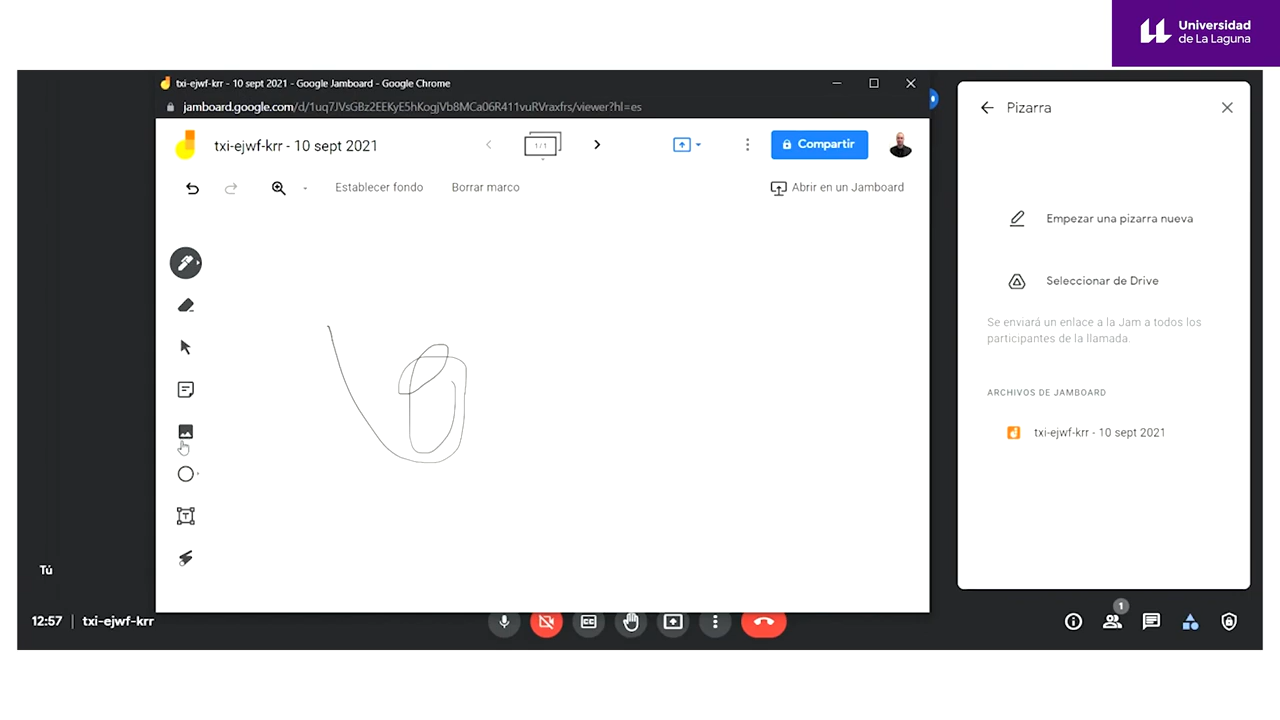 Universidad
de La Laguna
txi-ejwf-krr - 10 sept 2021 - Google Jamboard - Google Chrome
jamboard.google.com/d/1uq7JVsGBz2EEKyE5hKogjVb8MCa06R411vuRVraxfrs/viewer?hl=es
txi-ejwf-krr - 10 sept 2021
1/1
Compartir
Establecer fondo
Borrar marco
Abrir en un Jamboard
Pizarra
Empezar una pizarra nueva
Seleccionar de Drive
Se enviará un enlace a la Jam a todos los
participantes de la llamada.
ARCHIVOS DE JAMBOARD
txi-ejwf-krr - 10 sept 2021
Tú
12:57 | txi-ejwf-krr
1